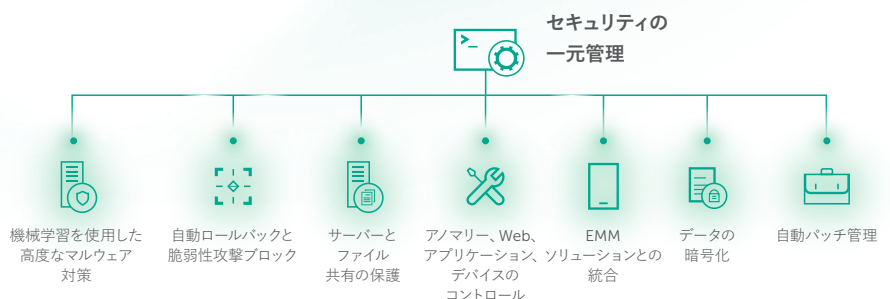 セキュリティの
一元管理
機械学習を使用した
高度なマルウェア
対策
自動ロールバックと
脆弱性攻撃ブロック
サーバーと
ファイル
共有の保護
アノマリー、Web、
アプリケーション、
デバイスの
コントロール
EMM
ソリューションとの
統合
データの
暗号化
自動パッチ管理